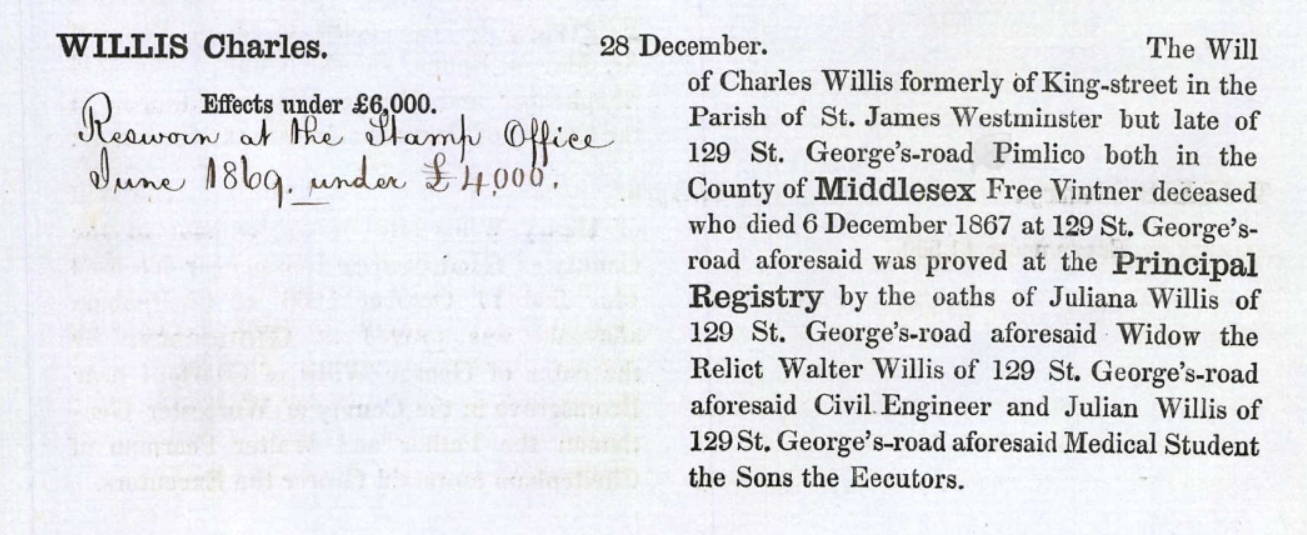 WILLIS Charles.
Effects under £6,000.
Resworn at the Stamp Office
June 1869. under £4,000.
28 December. The Will
of Charles Willis formerly of King-street in the
Parish of St. James Westminster but late of
129 St. George's-road Pimlico both in the
County of Middlesex Free Vintner deceased
who died 6 December 1867 at 129 St. George's-
road aforesaid was proved at the Principal
Registry by the oaths of Juliana Willis of
129 St. George's-road aforesaid Widow the
Relict Walter Willis of 129 St. George's-road
aforesaid Civil Engineer and Julian Willis of
129 St. George's-road aforesaid Medical Student
the Sons the Eecutors.